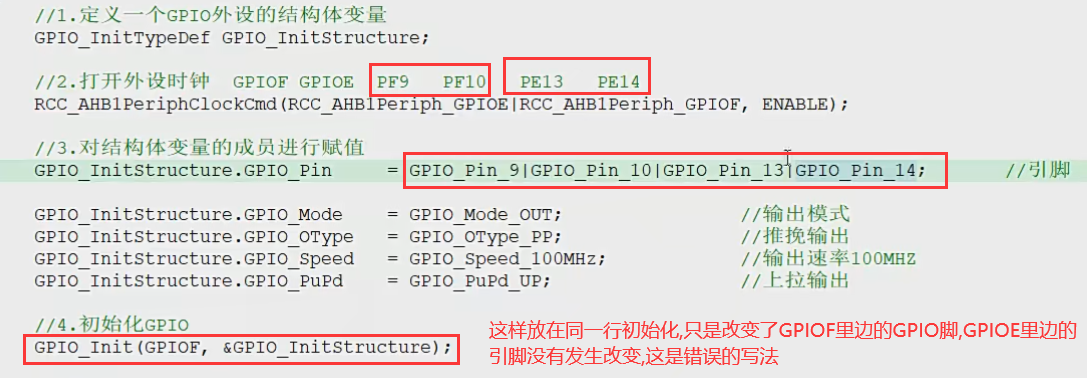 //1.定义一个GPIO外设的结构体变量
GPIO_InitTypeDef GPIO_InitStructure;
//2.打开外设时钟  GPIOF GPIOE  PF9   PF10   PE13   PE14
RCC_AHB1PeriphClockCmd(RCC_AHB1Periph_GPIOE|RCC_AHB1Periph_GPIOF, ENABLE);
//3.对结构体变量的成员进行赋值
GPIO_InitStructure.GPIO_Pin    = GPIO_Pin_9|GPIO_Pin_10|GPIO_Pin_13|GPIO_Pin_14;    //引脚
GPIO_InitStructure.GPIO_Mode   = GPIO_Mode_OUT;    //输出模式
GPIO_InitStructure.GPIO_OType  = GPIO_OType_PP;    //推挽输出
GPIO_InitStructure.GPIO_Speed  = GPIO_Speed_100MHz;    //输出速率100MHZ
GPIO_InitStructure.GPIO_PuPd   = GPIO_PuPd_UP;    //上拉输出
//4.初始化GPIO
GPIO_Init(GPIOF, &GPIO_InitStructure);
这样放在同一行初始化,只是改变了GPIOF里边的GPIO脚,GPIOE里边的
引脚没有发生改变,这是错误的写法